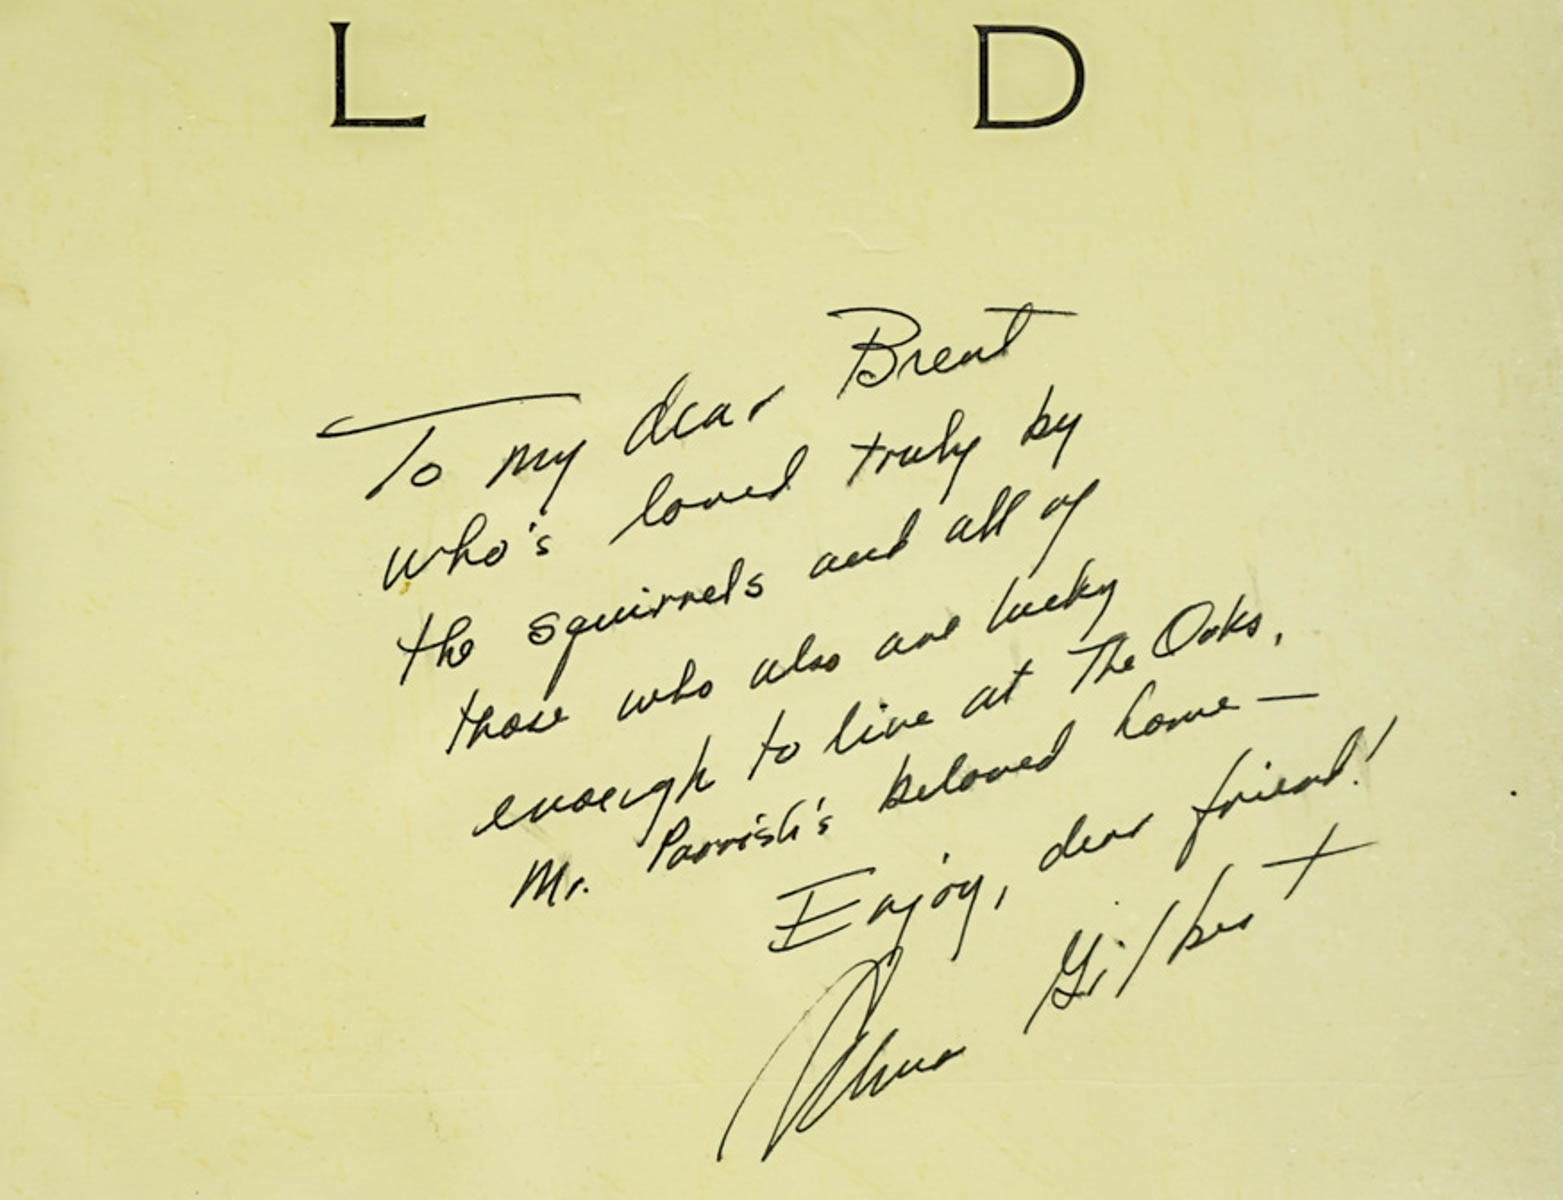 L D
To my dear Brent
who's loved truly by
the squirrels and all of
those who also are lucky
enough to live at The Oaks,
Mr. Parrish's beloved home —
Enjoy, dear friend!
Alma Gilbert